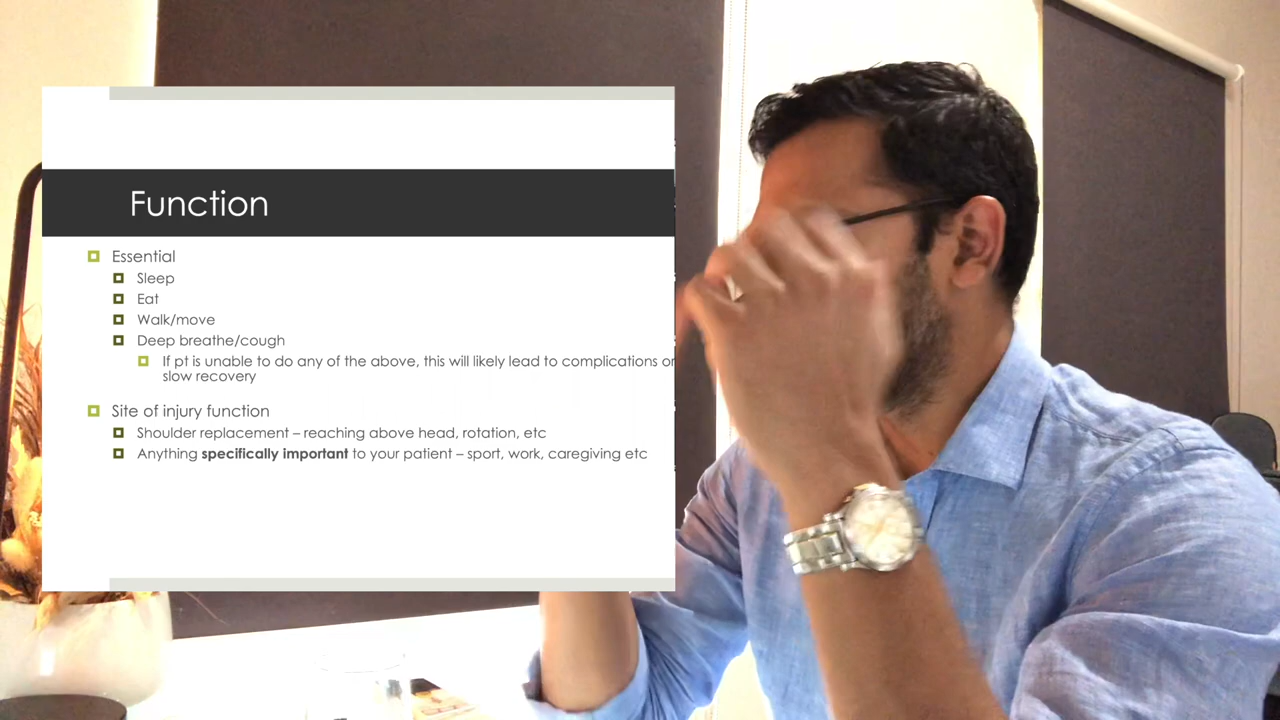 Function
Essential
Sleep
Eat
Walk/move
Deep breathe/cough
If pt is unable to do any of the above, this will likely lead to complications or
slow recovery
Site of injury function
Shoulder replacement – reaching above head, rotation, etc
Anything specifically important to your patient – sport, work, caregiving etc